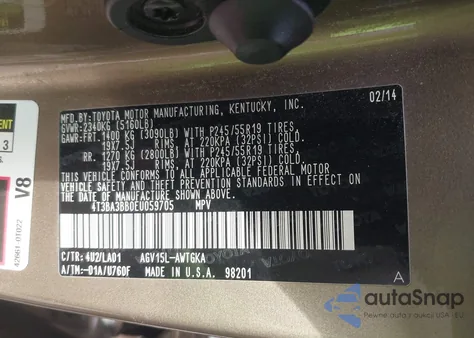 MFD.BY:TOYOTA MOTOR MANUFACTURING, KENTUCKY, INC.
GVWR:2340KG (5160LB) 02/14
GAWR:FRT.1400 KG (3090LB) WITH P245/55R19 TIRES,
19X7.5J RIMS, AT 220KPA (32PSI) COLD.
RR. 1270 KG (2800LB) WITH P245/55R19 TIRES,
19X7.5J RIMS, AT 220KPA (32PSI) COLD.
THIS VEHICLE CONFORMS TO ALL APPLICABLE FEDERAL MOTOR
VEHICLE SAFETY AND THEFT PREVENTION STANDARDS IN EFFECT ON
THE DATE OF MANUFACTURE SHOWN ABOVE.
4T3BA3BB0EU059705 MPV
C/TR: 4U2/LA01 AGV15L-AWTGKA
A/TM:-01A/U760F MADE IN U.S.A. 98201
A
3
V8
42661-01022
autoSnap